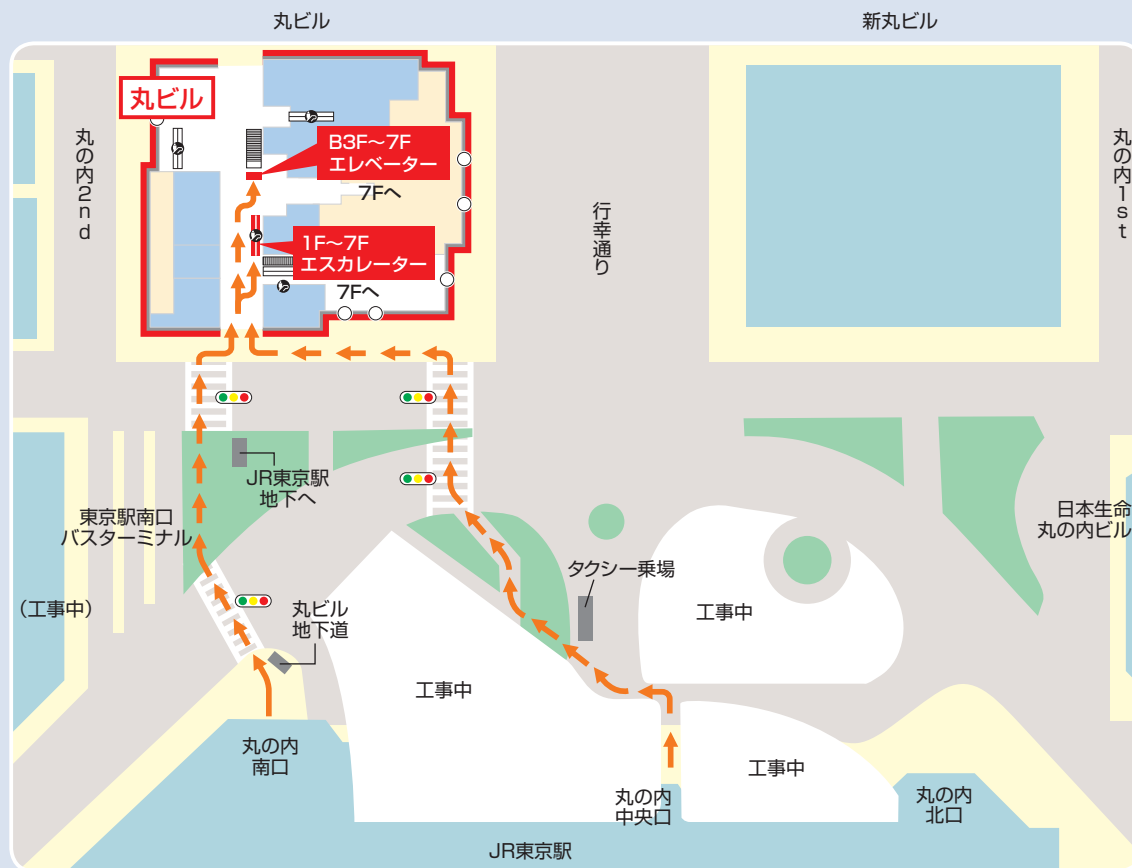 丸ビル
新丸ビル
丸ビル
B3F〜7F
エレベーター
7Fへ
1F〜7F
エスカレーター
7Fへ
丸の内2nd
行幸通り
丸の内1st
JR東京駅
地下へ
東京駅南口
バスターミナル
日本生命
丸の内ビル
タクシー乗場
(工事中)
丸ビル
地下道
工事中
工事中
丸の内
南口
工事中
丸の内
中央口
丸の内
北口
JR東京駅